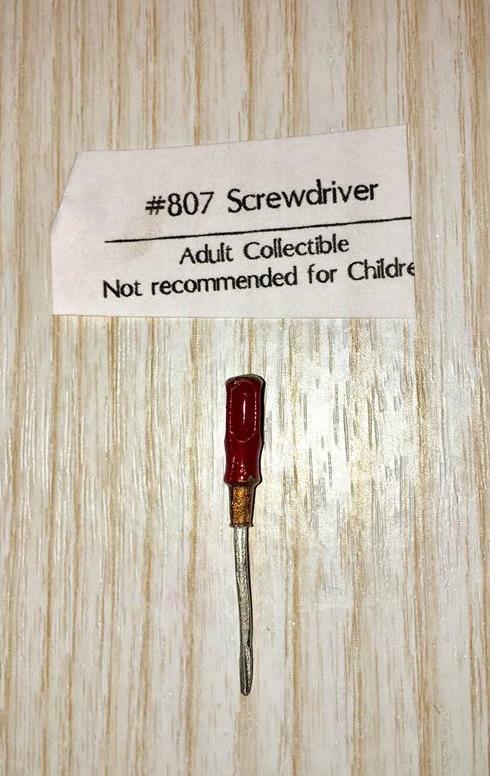 #807 Screwdriver
Adult Collectible
Not recommended for Childre